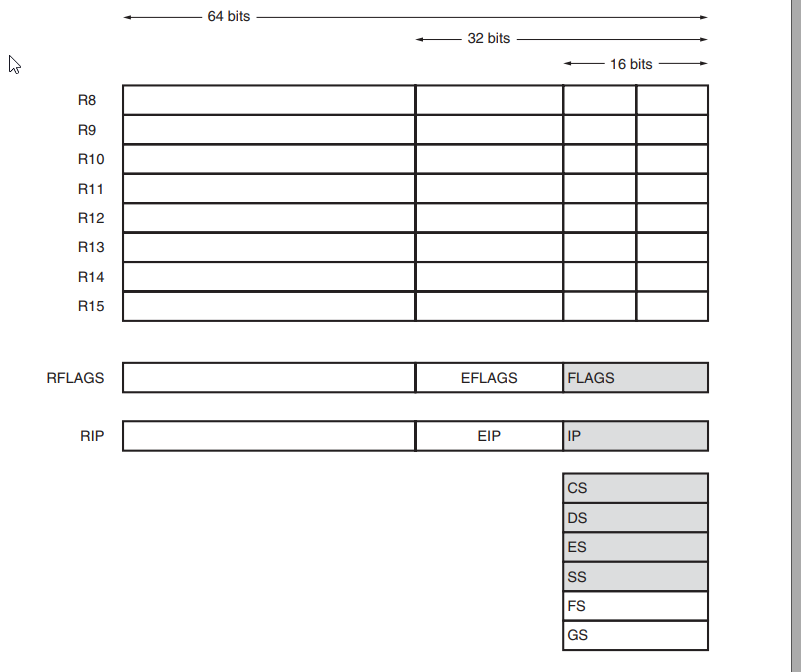 64 bits
32 bits
16 bits
R8
R9
R10
R11
R12
R13
R14
R15
RFLAGS EFLAGS FLAGS
RIP EIP IP
CS
DS
ES
SS
FS
GS